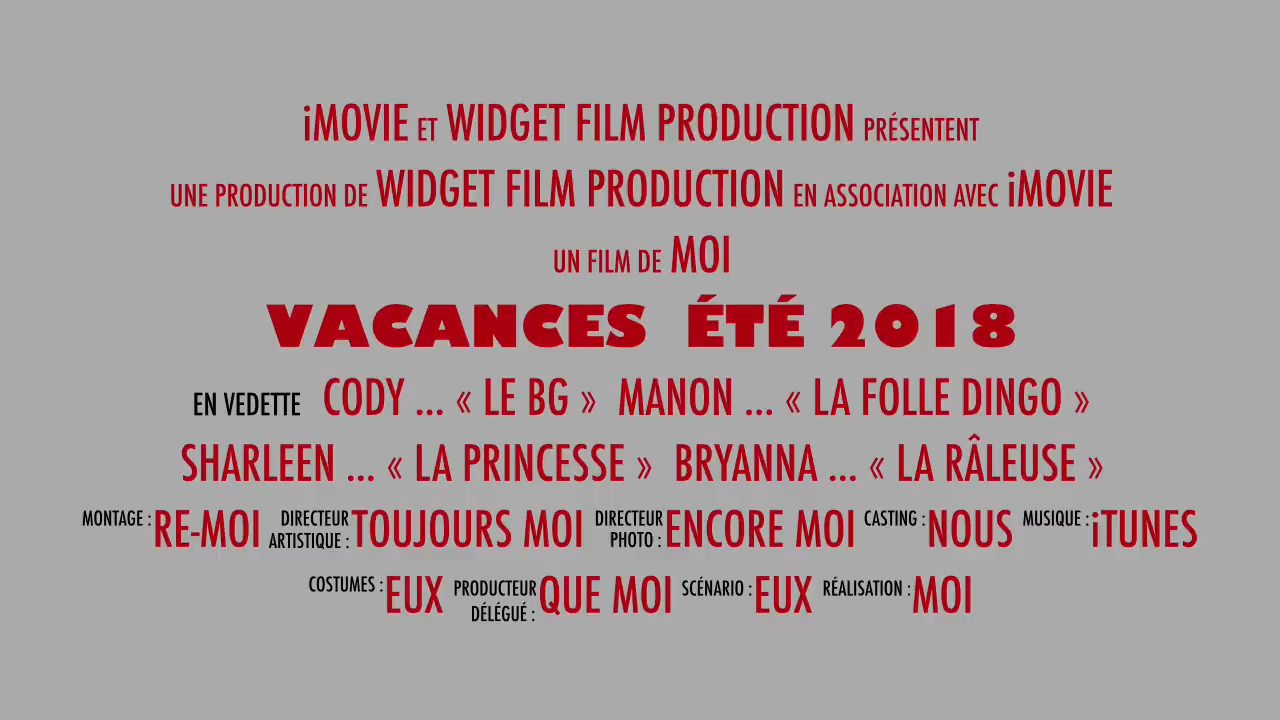 iMOVIE ET WIDGET FILM PRODUCTION PRÉSENTENT
UNE PRODUCTION DE WIDGET FILM PRODUCTION EN ASSOCIATION AVEC iMOVIE
UN FILM DE MOI
VACANCES ÉTÉ 2018
EN VEDETTE CODY ... « LE BG » MANON ... « LA FOLLE DINGO »
SHARLEEN ... « LA PRINCESSE » BRYANNA ... « LA RÂLEUSE »
MONTAGE : RE-MOI DIRECTEUR ARTISTIQUE : TOUJOURS MOI DIRECTEUR PHOTO : ENCORE MOI CASTING : NOUS MUSIQUE : iTUNES
COSTUMES : EUX PRODUCTEUR DÉLÉGUÉ : QUE MOI SCÉNARIO : EUX RÉALISATION : MOI